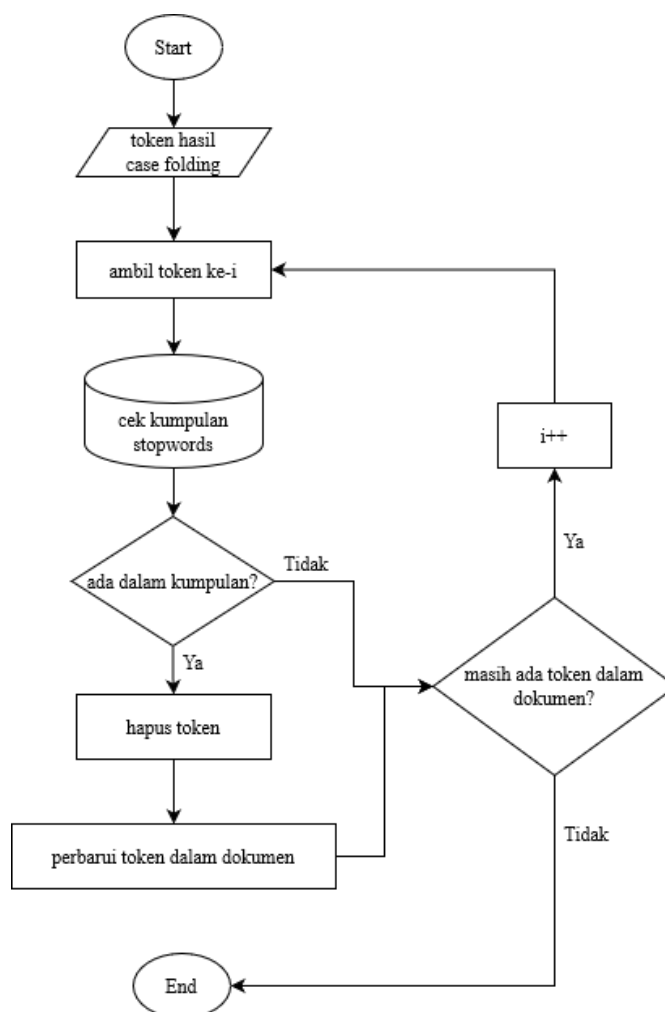 Start
token hasil
case folding
ambil token ke-i
cek kumpulan
stopwords
ada dalam kumpulan?
Tidak
Ya
hapus token
perbarui token dalam dokumen
masih ada token dalam
dokumen?
Ya
i++
Tidak
End